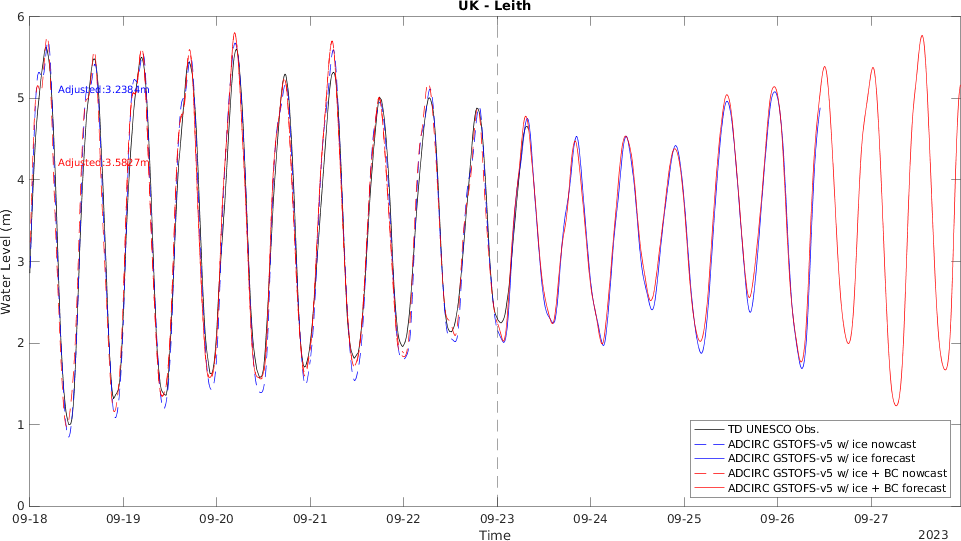 UK - Leith
6
5
4
3
2
1
0
Water Level (m)
Adjusted:3.2384m
Adjusted:3.5827m
TD UNESCO Obs.
ADCIRC GSTOFS-v5 w/ ice nowcast
ADCIRC GSTOFS-v5 w/ ice forecast
ADCIRC GSTOFS-v5 w/ ice + BC nowcast
ADCIRC GSTOFS-v5 w/ ice + BC forecast
09-18 09-19 09-20 09-21 09-22 09-23 09-24 09-25 09-26 09-27
Time
2023